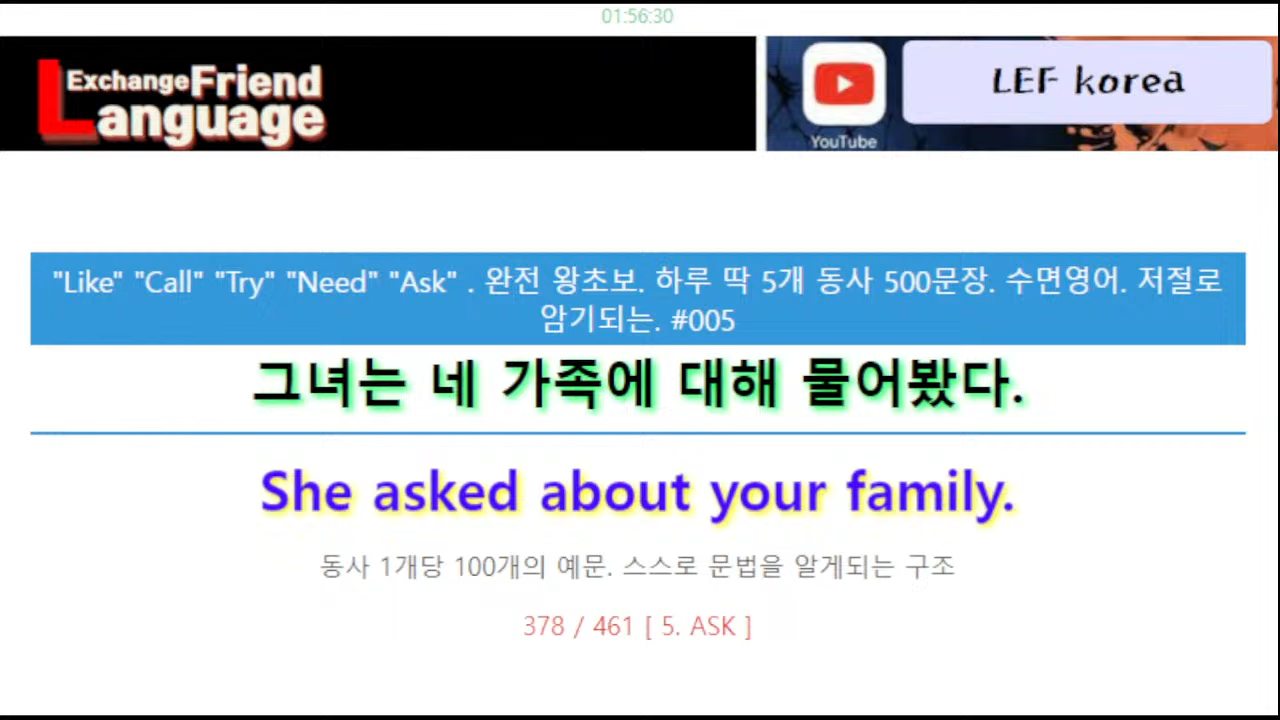 01:56:30
ExchangeFriend
Language
LEF korea
YouTube
"Like" "Call" "Try" "Need" "Ask" . 완전 왕초보. 하루 딱 5개 동사 500문장. 수면영어. 저절로
암기되는. #005
그녀는 네 가족에 대해 물어봤다.
She asked about your family.
동사 1개당 100개의 예문. 스스로 문법을 알게되는 구조
378 / 461 [ 5. ASK ]